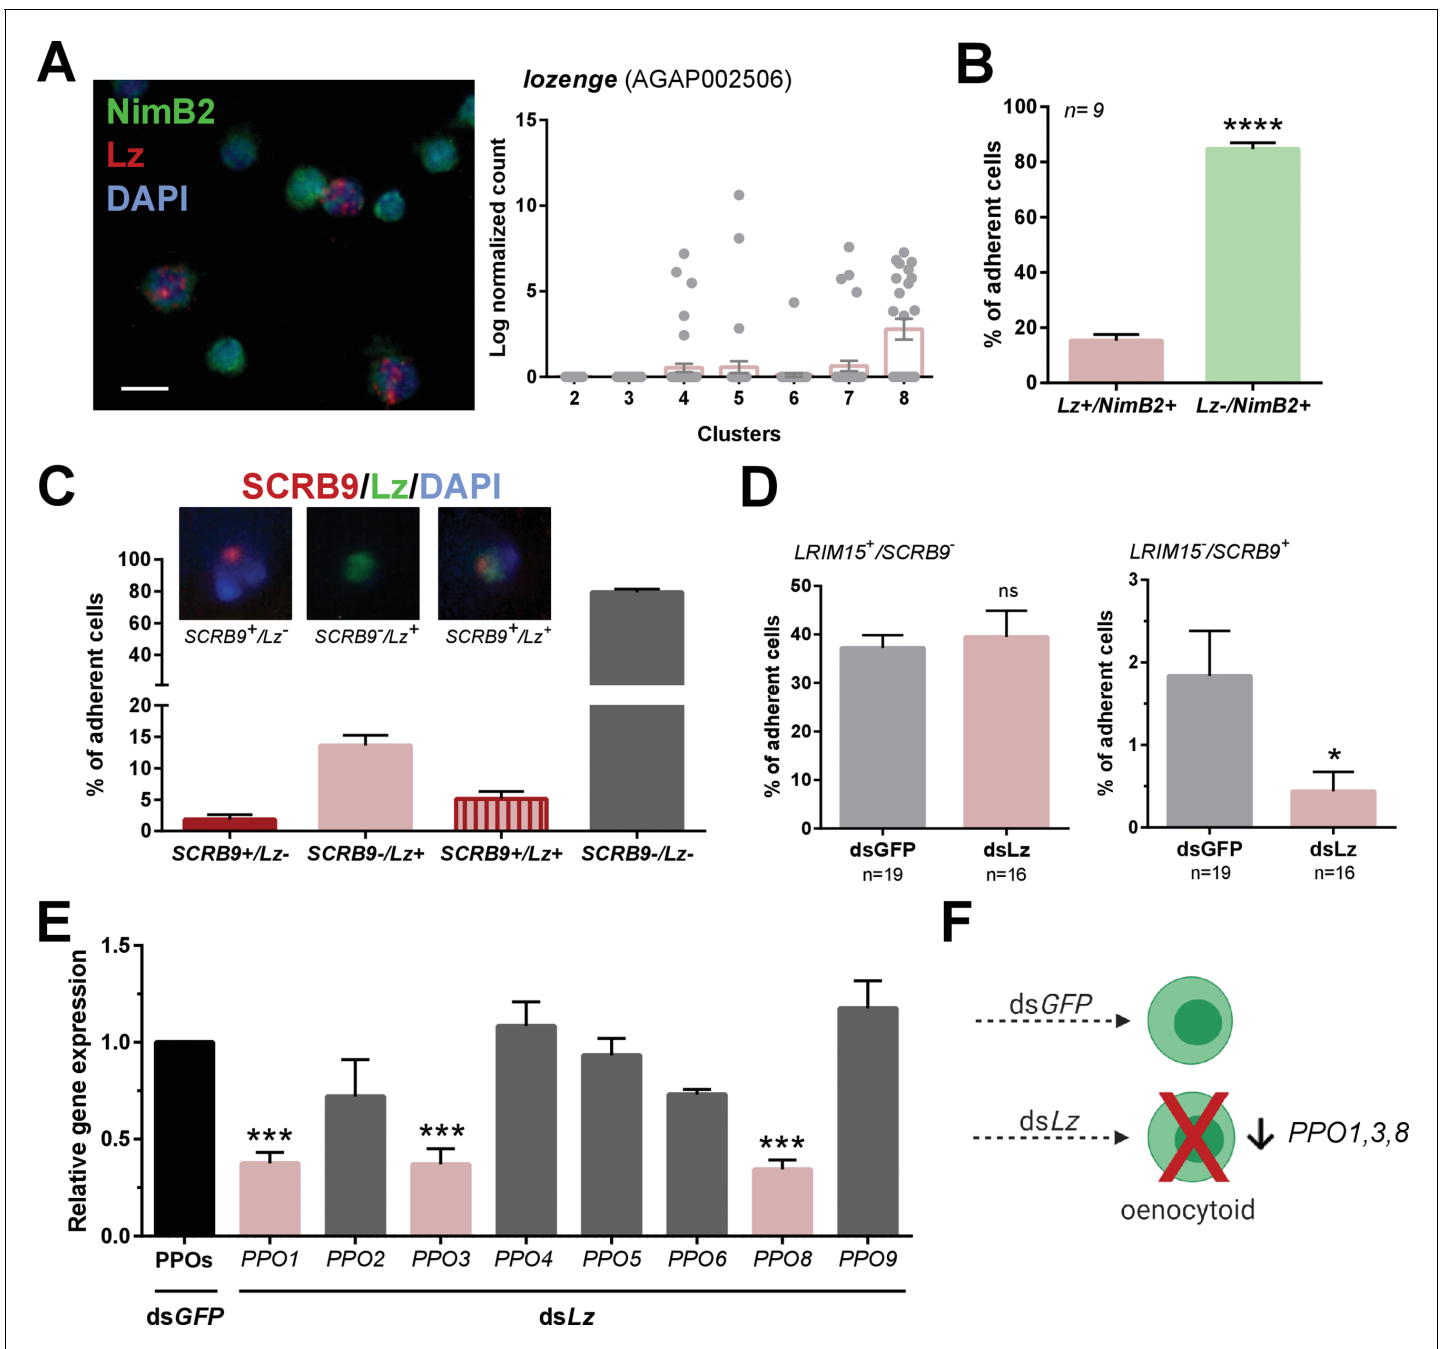 A
NimB2
Lz
DAPI
lozenge (AGAP002506)
Log normalized count
15
10
5
0
2 3 4 5 6 7 8
Clusters
B
n= 9
****
% of adherent cells
100
80
60
40
20
0
Lz+/NimB2+ Lz-/NimB2+
C
SCRB9/Lz/DAPI
SCRB9+/Lz- SCRB9-/Lz+ SCRB9+/Lz+
% of adherent cells
100
80
60
40
20
15
10
5
0
SCRB9+/Lz- SCRB9-/Lz+ SCRB9+/Lz+ SCRB9-/Lz-
D
LRIM15+/SCRB9-
% of adherent cells
50
40
30
20
10
0
ns
dsGFP dsLz
n=19 n=16
LRIM15-/SCRB9+
% of adherent cells
3
2
1
0
*
dsGFP dsLz
n=19 n=16
E
Relative gene expression
1.5
1.0
0.5
0.0
*** *** ***
PPOs PPO1 PPO2 PPO3 PPO4 PPO5 PPO6 PPO8 PPO9
dsGFP dsLz
F
dsGFP
dsLz
PPO1,3,8
oenocytoid